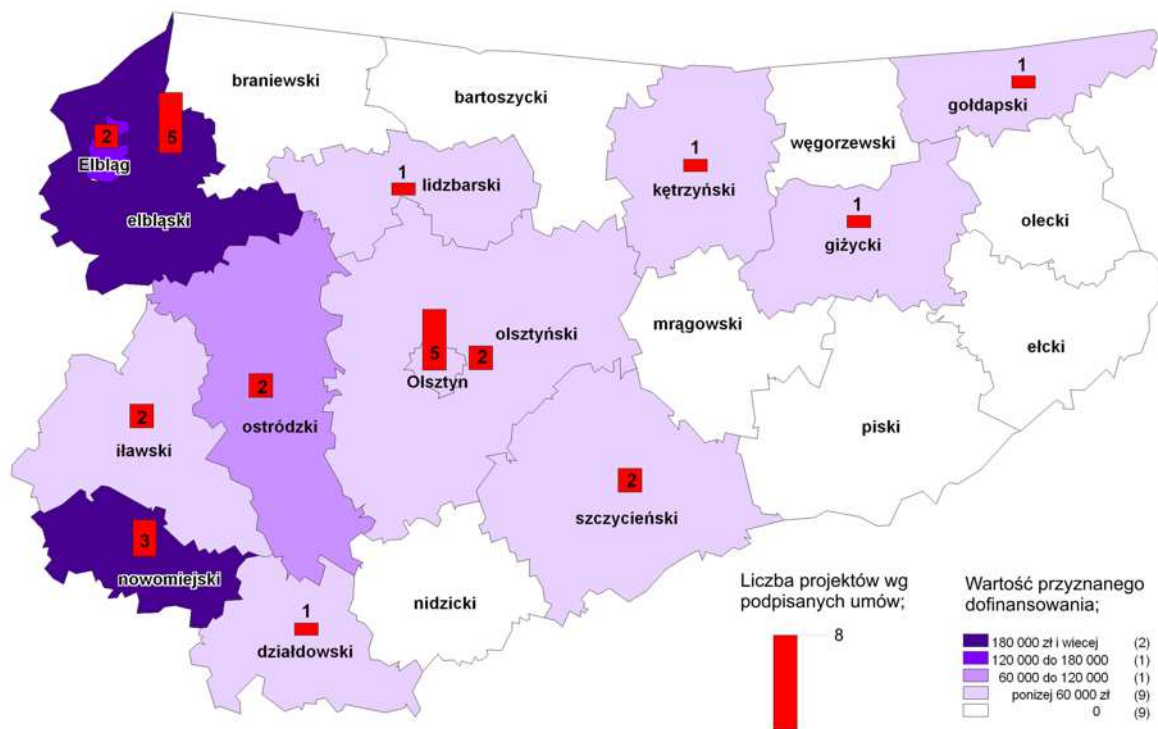 1
braniewski
bartoszycki
gołdapski
2
5
węgorzewski
Elbląg
1
1
lidzbarski
kętrzyński
1
elbląski
olecki
giżycki
mrągowski
olsztyński
5
2
ełcki
Olsztyn
2
2
ostródzki
piski
iławski
2
szczycieński
3
nowomiejski
nidzicki
1
działdowski
Liczba projektów wg
podpisanych umów;
8
Wartość przyznanego
dofinansowania;
180 000 zł i wiecej (2)
120 000 do 180 000 (1)
60 000 do 120 000 (1)
ponizej 60 000 zł (9)
0 (9)